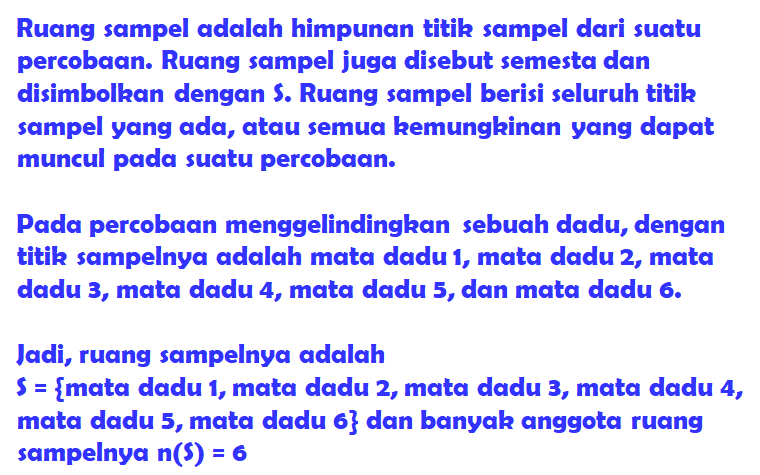 Ruang sampel adalah himpunan titik sampel dari suatu
percobaan. Ruang sampel juga disebut semesta dan
disimbolkan dengan S. Ruang sampel berisi seluruh titik
sampel yang ada, atau semua kemungkinan yang dapat
muncul pada suatu percobaan.
Pada percobaan menggelindingkan sebuah dadu, dengan
titik sampelnya adalah mata dadu 1, mata dadu 2, mata
dadu 3, mata dadu 4, mata dadu 5, dan mata dadu 6.
Jadi, ruang sampelnya adalah
S = {mata dadu 1, mata dadu 2, mata dadu 3, mata dadu 4,
mata dadu 5, mata dadu 6} dan banyak anggota ruang
sampelnya n(S) = 6